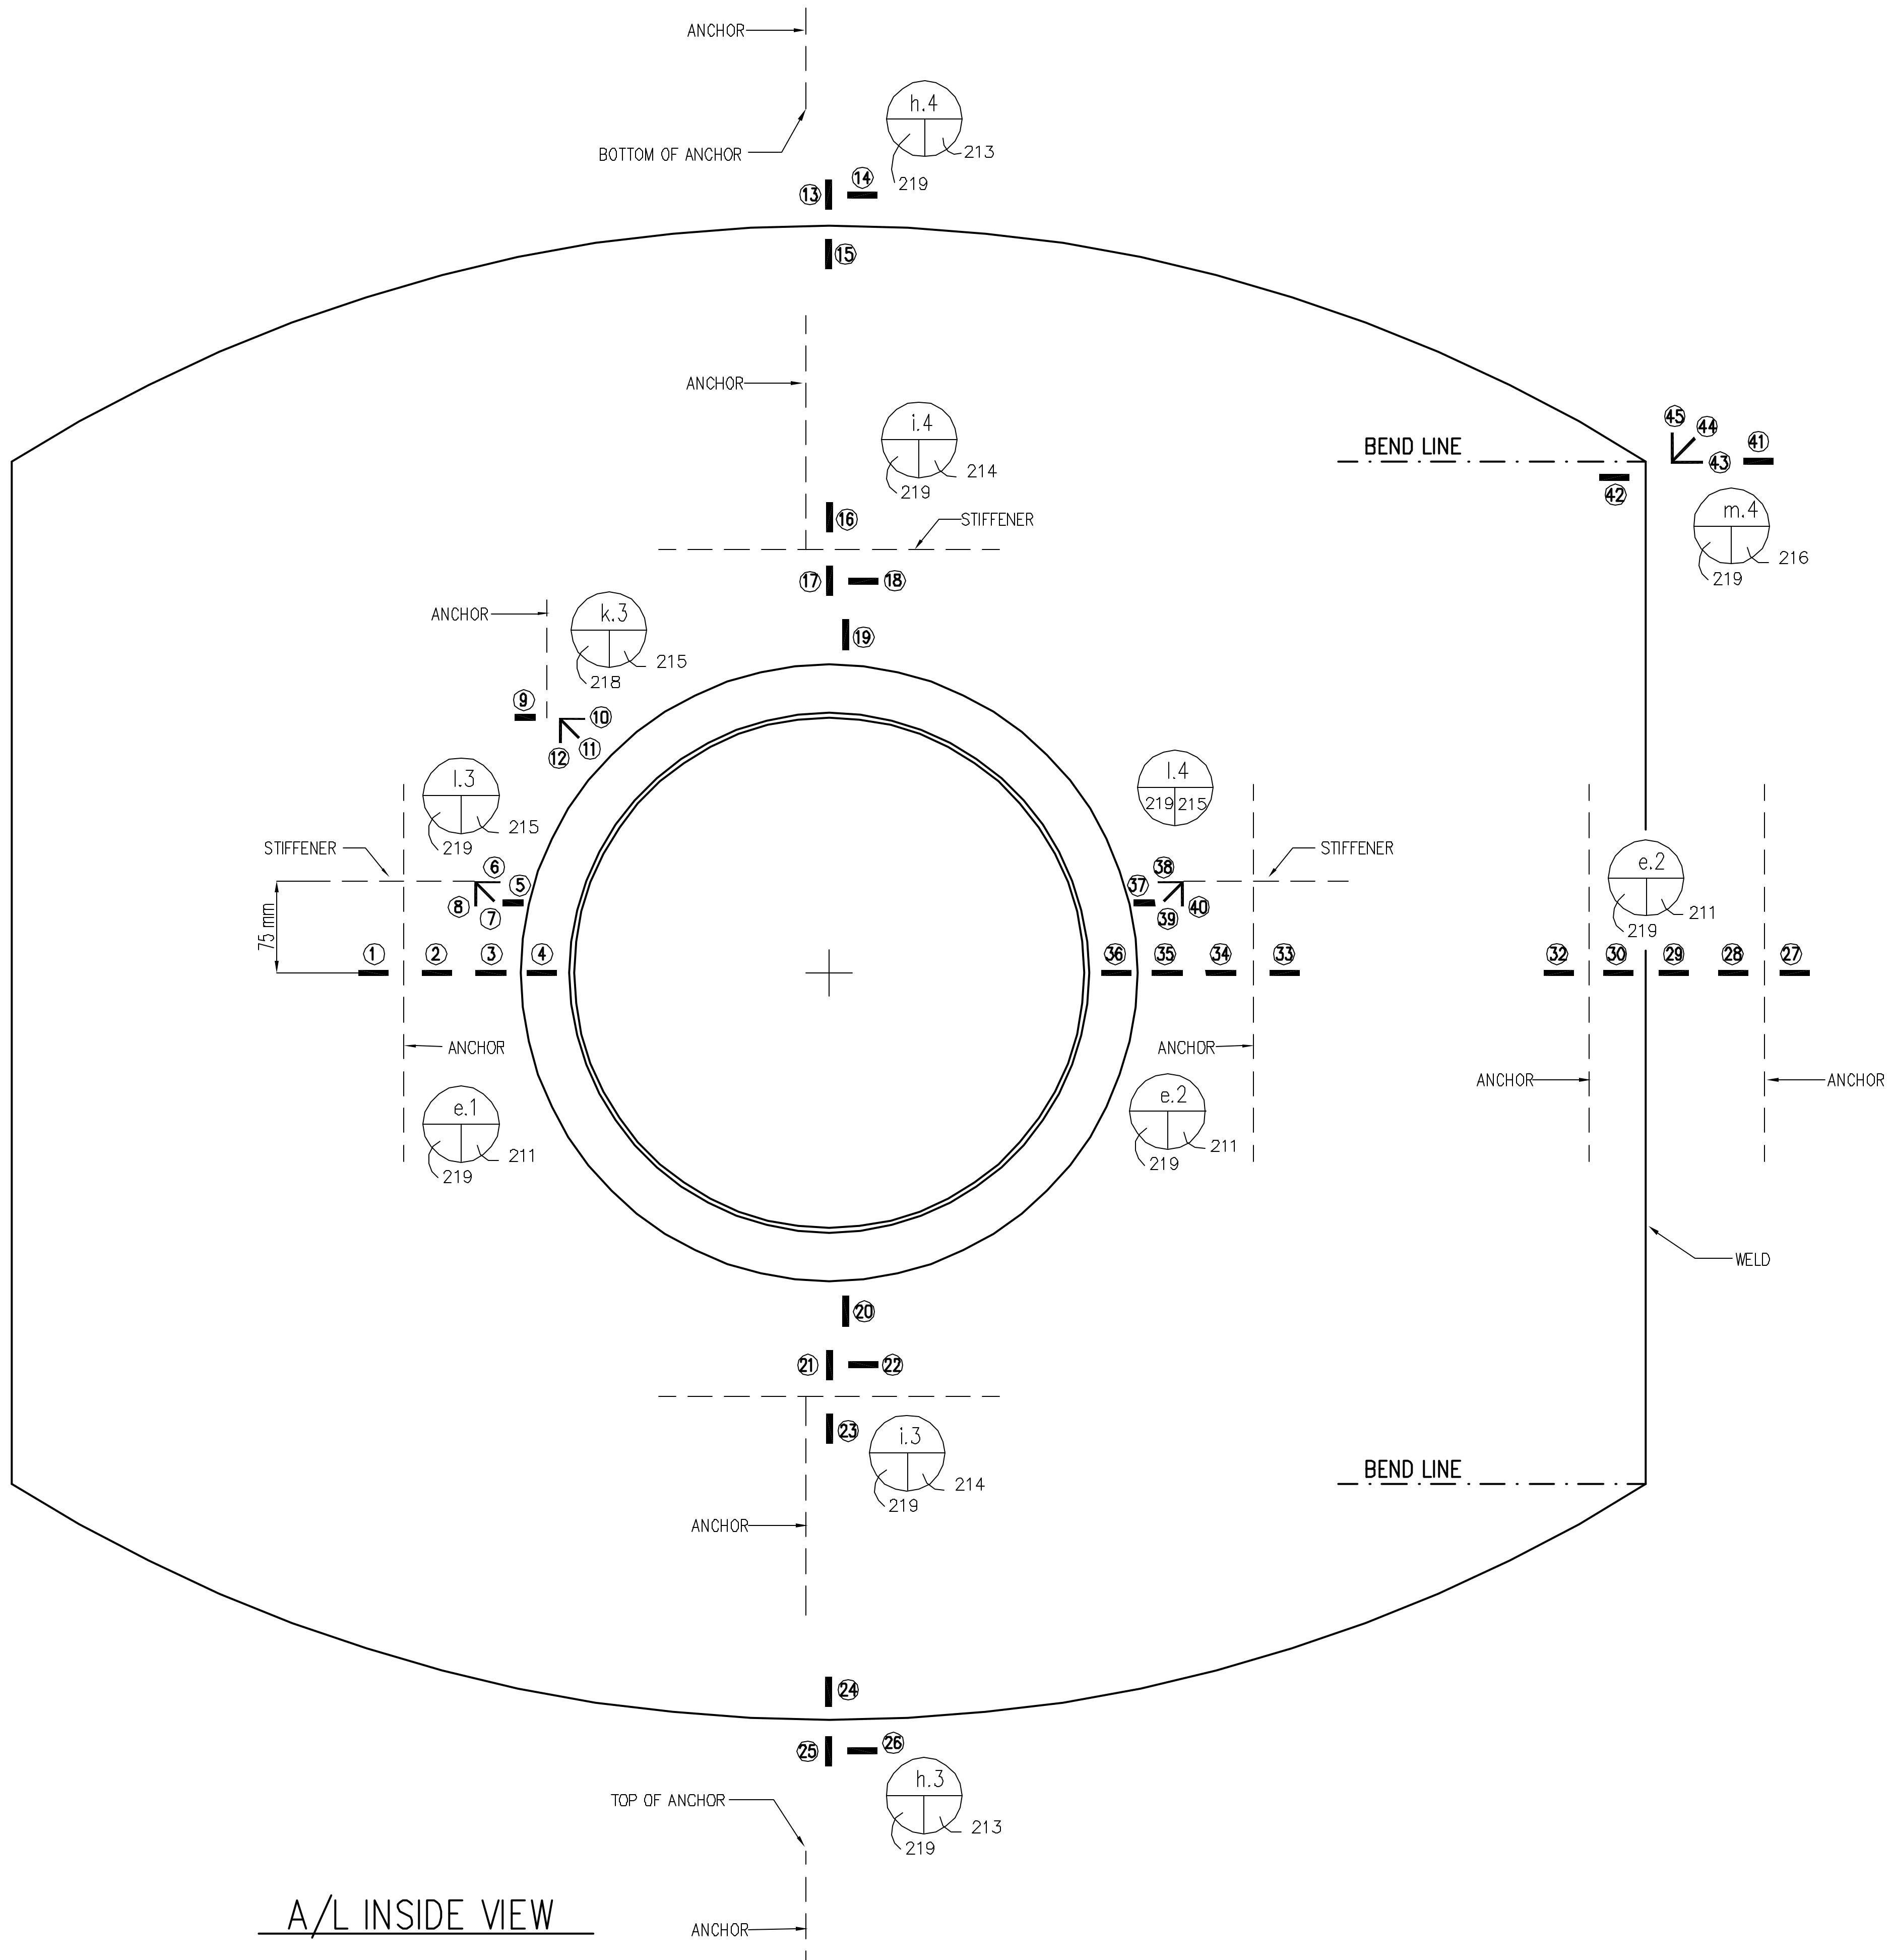 ANCHOR
h.4
BOTTOM OF ANCHOR
213
219
13
14
15
ANCHOR
i.4
214
219
BEND LINE
45
44
41
43
42
16
STIFFENER
m.4
216
219
17
18
ANCHOR
k.3
19
215
218
9
10
11
12
l.3
215
219
l.4
219
215
STIFFENER
STIFFENER
e.2
211
219
6
5
8
7
38
37
39
40
75 mm
1
2
3
4
36
35
34
33
32
30
29
28
27
ANCHOR
ANCHOR
ANCHOR
ANCHOR
e.1
211
219
e.2
211
219
WELD
20
21
22
23
i.3
214
219
BEND LINE
ANCHOR
24
25
26
h.3
213
219
TOP OF ANCHOR
A/L INSIDE VIEW
ANCHOR